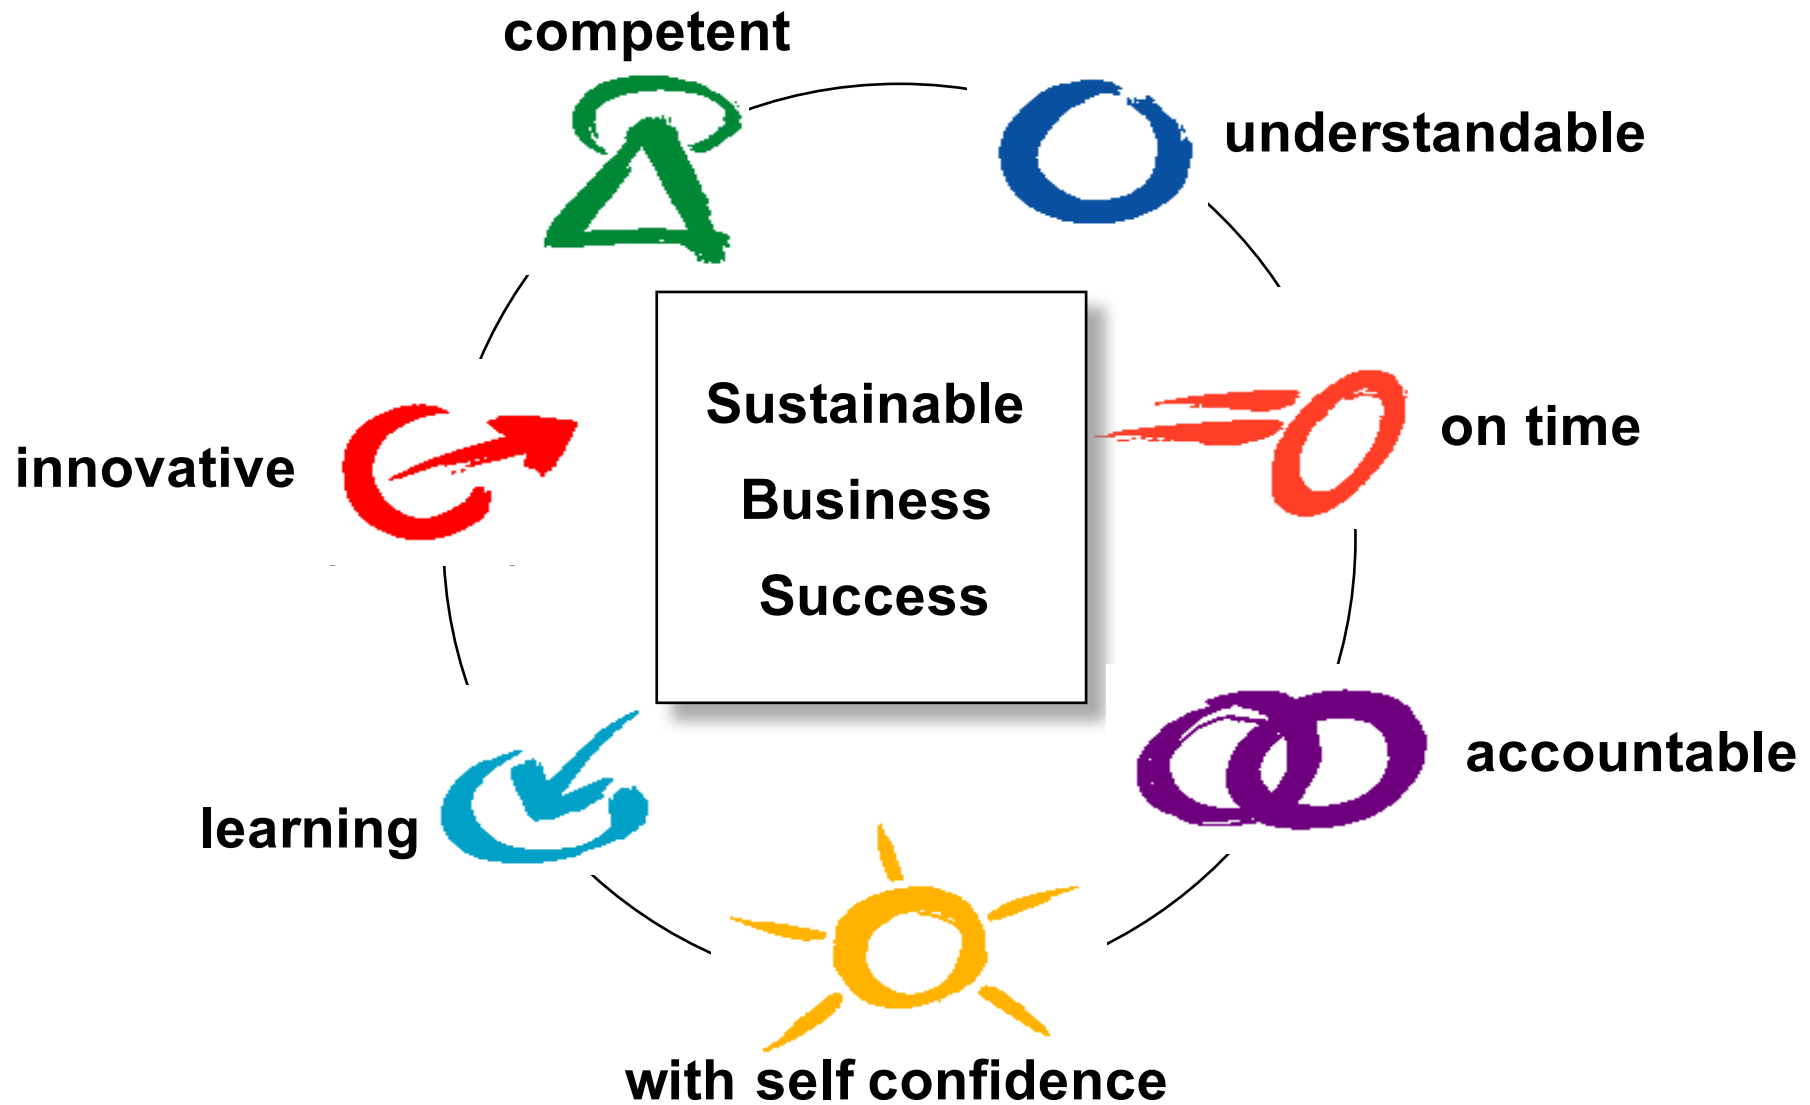 competent
understandable
Sustainable
Business
Success
on time
innovative
accountable
learning
with self confidence